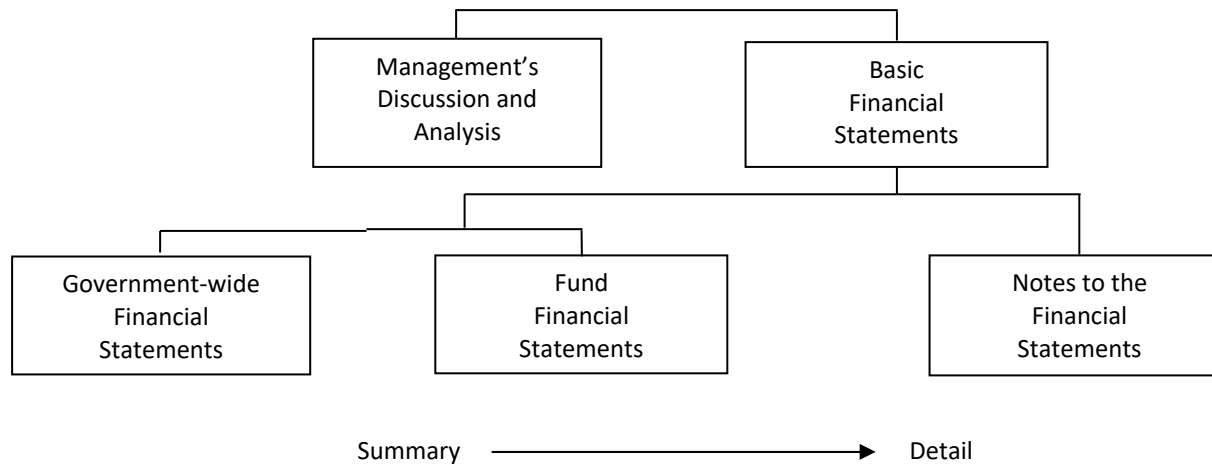 Management’s
Discussion and
Analysis
Basic
Financial
Statements
Government-wide
Financial
Statements
Fund
Financial
Statements
Notes to the
Financial
Statements
Summary
Detail